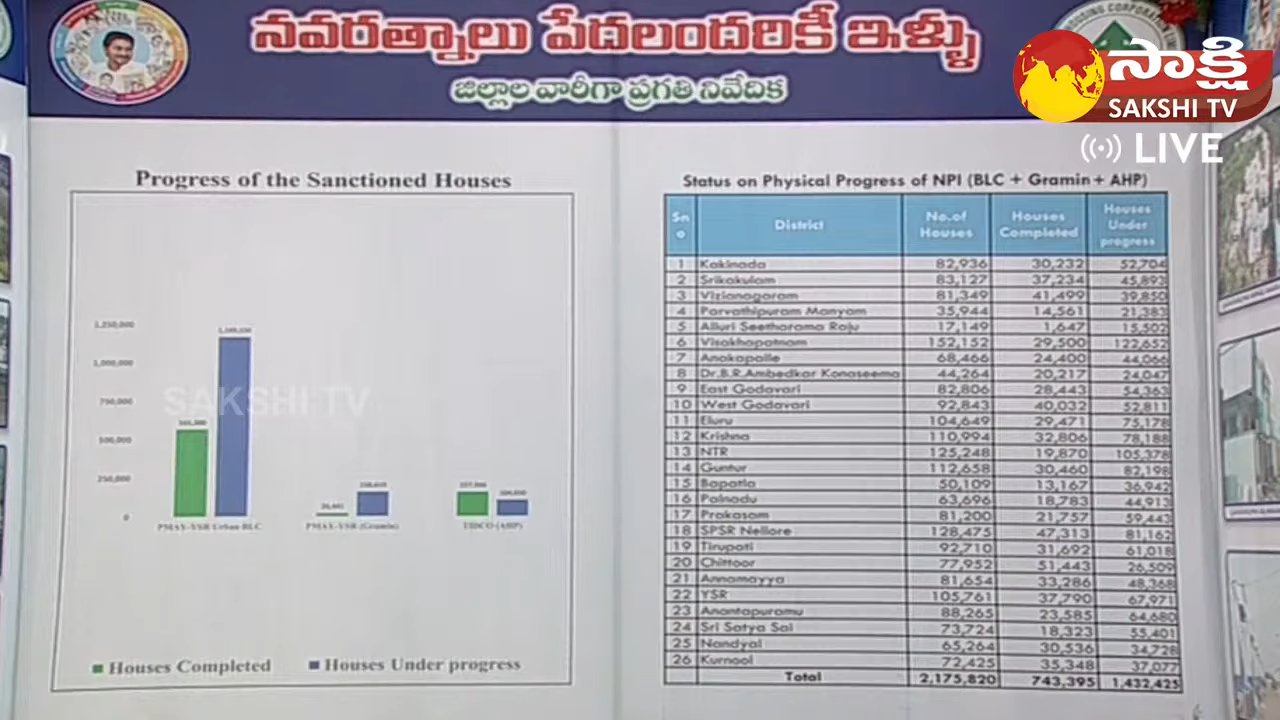 నవరత్నాలు పేదలందరికీ ఇళ్ళు
జిల్లాల వారీగా ప్రగతి నివేదిక
HOUSING CORPORATION
సాక్షి
SAKSHI TV
LIVE
Progress of the Sanctioned Houses
1,250,000
1,000,000
750,000
500,000
250,000
0
PMAY-YSR Urban BLC
PMAY-YSR (Gramin)
TIDCO (AHP)
Houses Completed
Houses Under progress
SAKSHI TV
Status on Physical Progress of NPI (BLC + Gramin + AHP)
Sno District No.of Houses Houses Completed Houses Under progress
1 Kakinada 82,936 30,232 52,704
2 Srikakulam 83,127 37,234 45,893
3 Vizianagaram 81,349 41,499 39,850
4 Parvathipuram Manyam 35,944 14,561 21,383
5 Alluri Seetharama Raju 17,149 1,647 15,502
6 Visakhapatnam 152,152 29,500 122,652
7 Anakapalle 68,466 24,400 44,066
8 Dr.B.R.Ambedkar Konaseema 44,264 20,217 24,047
9 East Godavari 82,806 28,443 54,363
10 West Godavari 92,843 40,032 52,811
11 Eluru 104,649 29,471 75,178
12 Krishna 110,994 32,806 78,188
13 NTR 125,248 19,870 105,378
14 Guntur 112,658 30,460 82,198
15 Bapatla 50,109 13,167 36,942
16 Palnadu 63,696 18,783 44,913
17 Prakasam 81,200 21,757 59,443
18 SPSR Nellore 128,475 47,313 81,162
19 Tirupati 92,710 31,692 61,018
20 Chittoor 77,952 51,443 26,509
21 Annamayya 81,654 33,286 48,368
22 YSR 105,761 37,790 67,971
23 Anantapuramu 88,265 23,585 64,680
24 Sri Satya Sai 73,724 18,323 55,401
25 Nandyal 65,264 30,536 34,728
26 Kurnool 72,425 35,348 37,077
Total 2,175,820 743,395 1,432,425